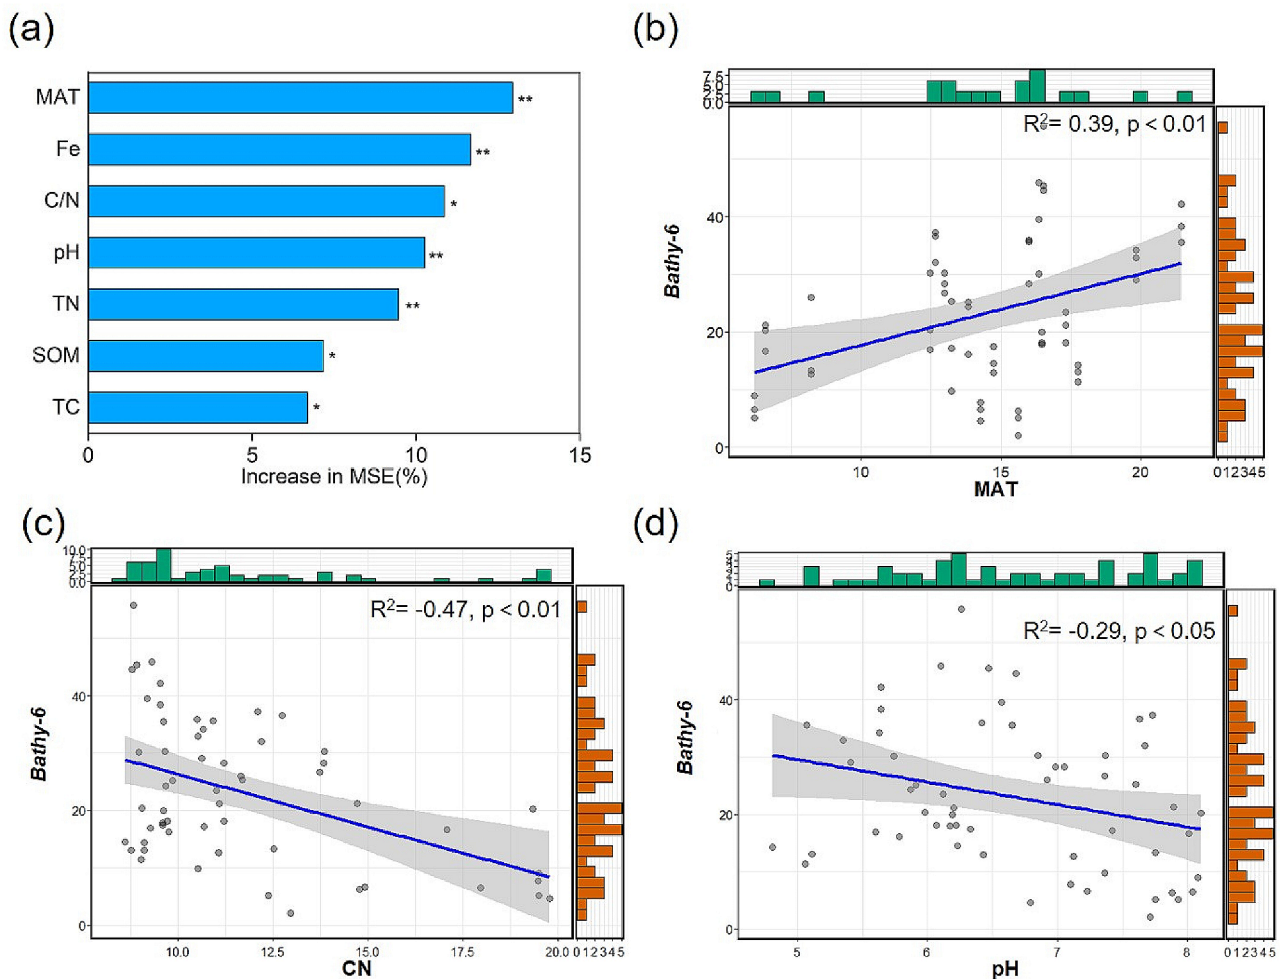 (a)
MAT
**
Fe
**
C/N
*
pH
**
TN
**
SOM
*
TC
*
0 5 10 15
Increase in MSE(%)
(b)
7.5
5.0
2.5
0.0
R²= 0.39, p < 0.01
Bathy-6
40
20
0
10 15 20
012345
MAT
(c)
10.0
7.5
5.0
2.5
0.0
R²= -0.47, p < 0.01
Bathy-6
40
20
0
10.0 12.5 15.0 17.5 20.0
012345
CN
(d)
R²= -0.29, p < 0.05
Bathy-6
40
20
0
5 6 7 8
012345
pH